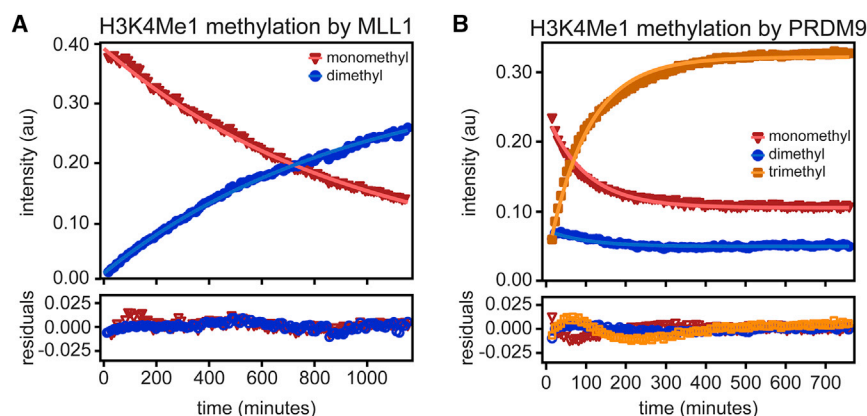 A
H3K4Me1 methylation by MLL1
intensity (au)
0.40
0.30
0.20
0.10
0.00
monomethyl
dimethyl
residuals
0.025
0.000
-0.025
0 200 400 600 800 1000
time (minutes)
B
H3K4Me1 methylation by PRDM9
intensity (au)
0.30
0.20
0.10
0.00
monomethyl
dimethyl
trimethyl
residuals
0.025
0.000
-0.025
0 100 200 300 400 500 600 700
time (minutes)